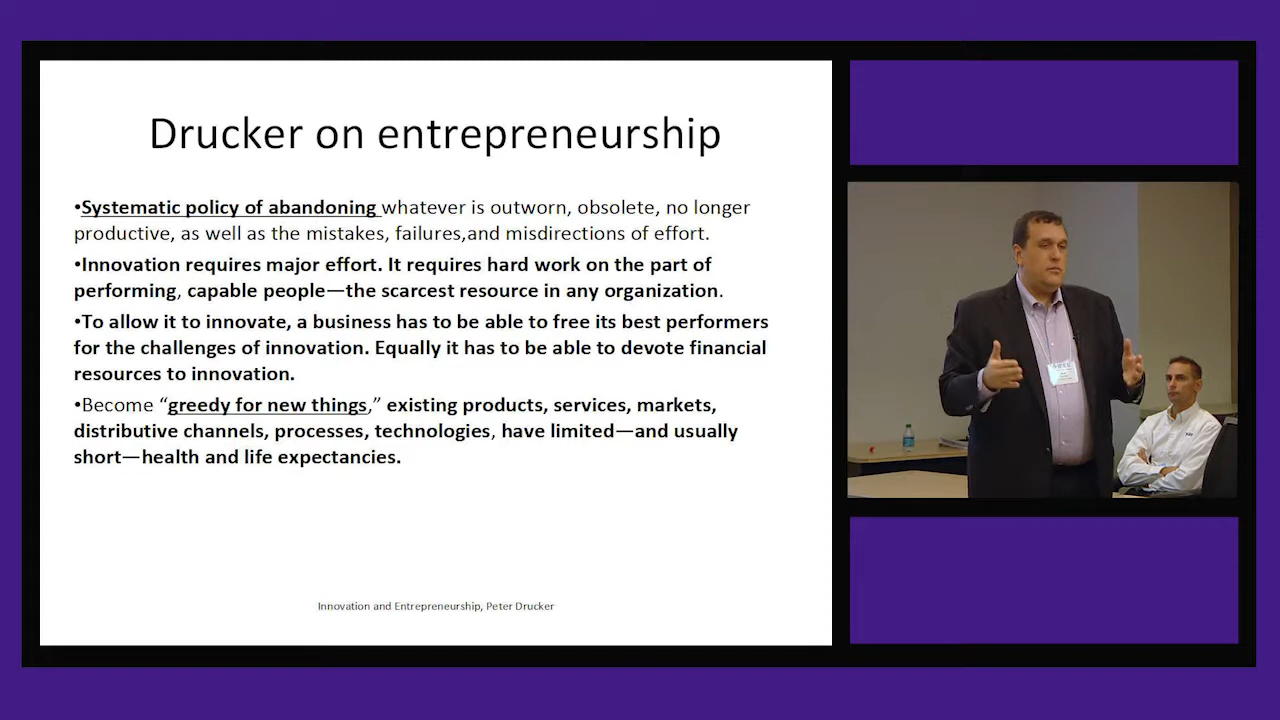 Drucker on entrepreneurship
•Systematic policy of abandoning whatever is outworn, obsolete, no longer
productive, as well as the mistakes, failures,and misdirections of effort.
•Innovation requires major effort. It requires hard work on the part of
performing, capable people—the scarcest resource in any organization.
•To allow it to innovate, a business has to be able to free its best performers
for the challenges of innovation. Equally it has to be able to devote financial
resources to innovation.
•Become “greedy for new things,” existing products, services, markets,
distributive channels, processes, technologies, have limited—and usually
short—health and life expectancies.
Innovation and Entrepreneurship, Peter Drucker